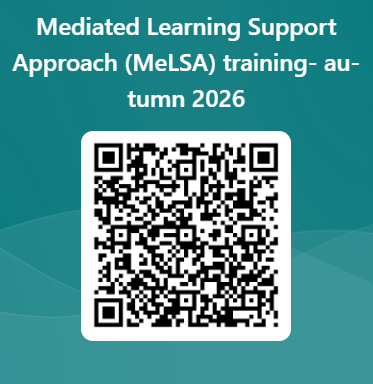 Mediated Learning Support
Approach (MeLSA) training- au-
tumn 2026